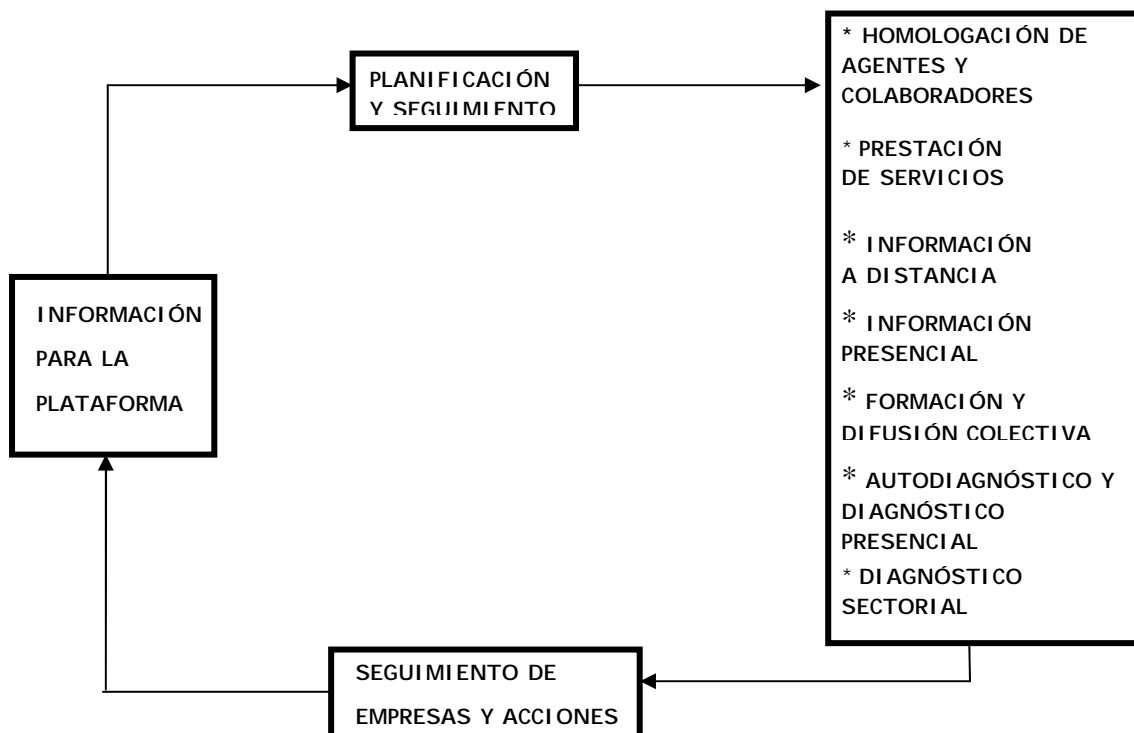 PLANIFICACIÓN
Y SEGUIMIENTO
* HOMOLOGACIÓN DE
AGENTES Y
COLABORADORES
* PRESTACIÓN
DE SERVICIOS
* INFORMACIÓN
A DISTANCIA
* INFORMACIÓN
PRESENCIAL
* FORMACIÓN Y
DIFUSIÓN COLECTIVA
* AUTODIAGNÓSTICO Y
DIAGNÓSTICO
PRESENCIAL
* DIAGNÓSTICO
SECTORIAL
INFORMACIÓN
PARA LA
PLATAFORMA
SEGUIMIENTO DE
EMPRESAS Y ACCIONES